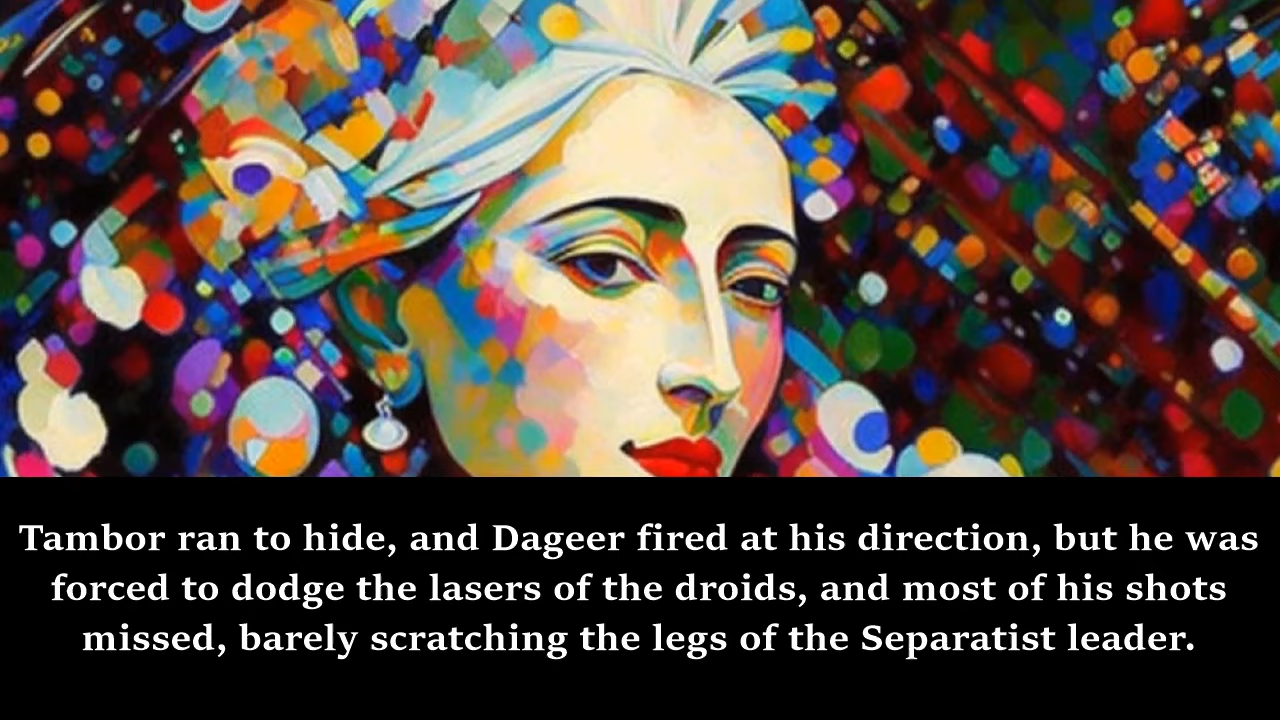 Tambor ran to hide, and Dageer fired at his direction, but he was
forced to dodge the lasers of the droids, and most of his shots
missed, barely scratching the legs of the Separatist leader.